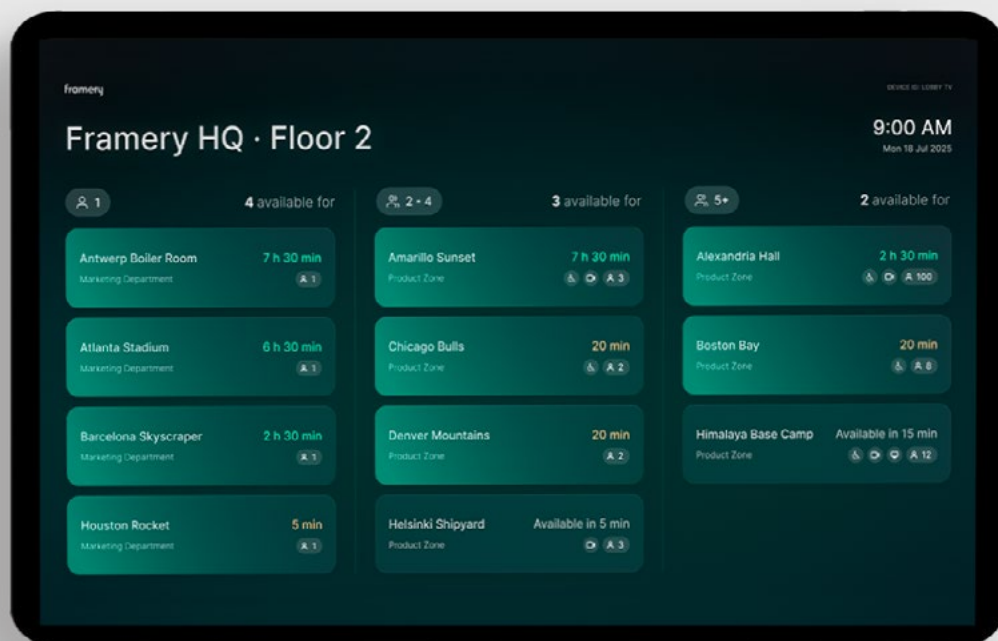 framery
DEVICE ID: LOBBY TV
Framery HQ · Floor 2
9:00 AM
Mon 18 Jul 2025
1
4 available for
Antwerp Boiler Room
7 h 30 min
Marketing Department
1
Atlanta Stadium
6 h 30 min
Marketing Department
1
Barcelona Skyscraper
2 h 30 min
Marketing Department
1
Houston Rocket
5 min
Marketing Department
1
2 - 4
3 available for
Amarillo Sunset
7 h 30 min
Product Zone
3
Chicago Bulls
20 min
Product Zone
2
Denver Mountains
20 min
Product Zone
2
Helsinki Shipyard
Available in 5 min
Product Zone
3
5+
2 available for
Alexandria Hall
2 h 30 min
Product Zone
100
Boston Bay
20 min
Product Zone
8
Himalaya Base Camp
Available in 15 min
Product Zone
12